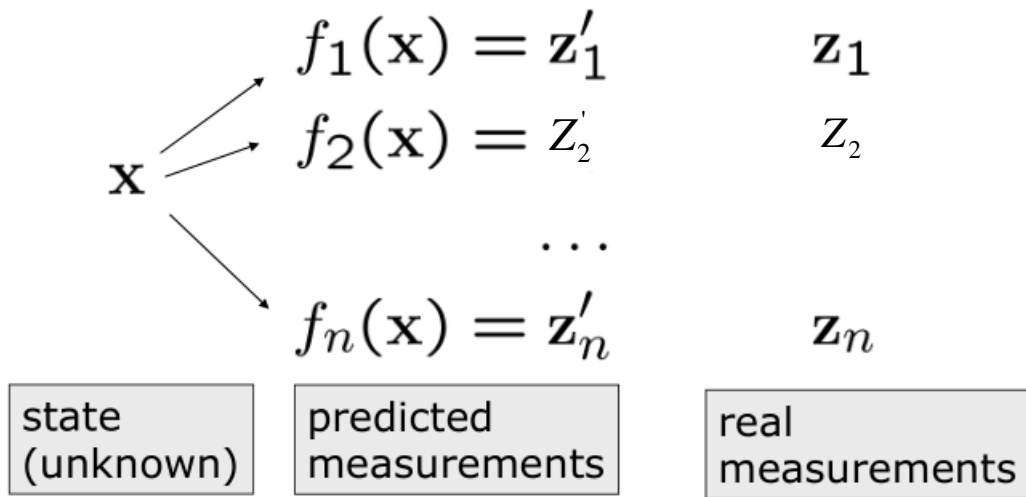 f₁(x) = z′₁ z₁
f₂(x) = Z'₂ Z₂
x
...
fₙ(x) = z′ₙ zₙ
state
(unknown)
predicted
measurements
real
measurements